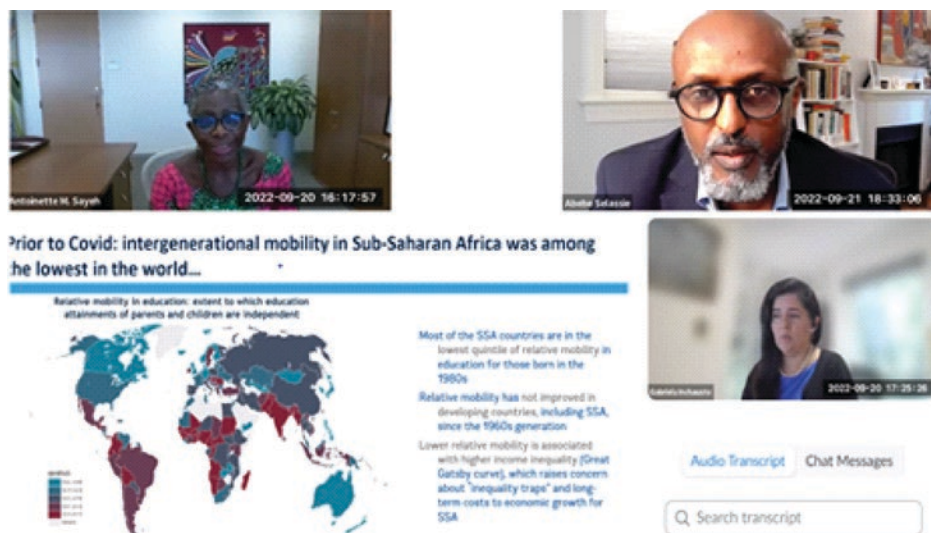 Antoinette M. Sayeh
2022-09-20 16:17:57
Abebe Selassie
2022-09-21 18:33:06
Prior to Covid: intergenerational mobility in Sub-Saharan Africa was among
the lowest in the world...
Relative mobility in education: extent to which education
attainments of parents and children are independent
Most of the SSA countries are in the
lowest quintile of relative mobility in
education for those born in the
1980s
Relative mobility has not improved in
developing countries, including SSA,
since the 1960s generation
Lower relative mobility is associated
with higher income inequality (Great
Gatsby curve), which raises concern
about "inequality traps" and long-
term costs to economic growth for
SSA
2022-09-20 17:25:26
Audio Transcript
Chat Messages
Search transcript